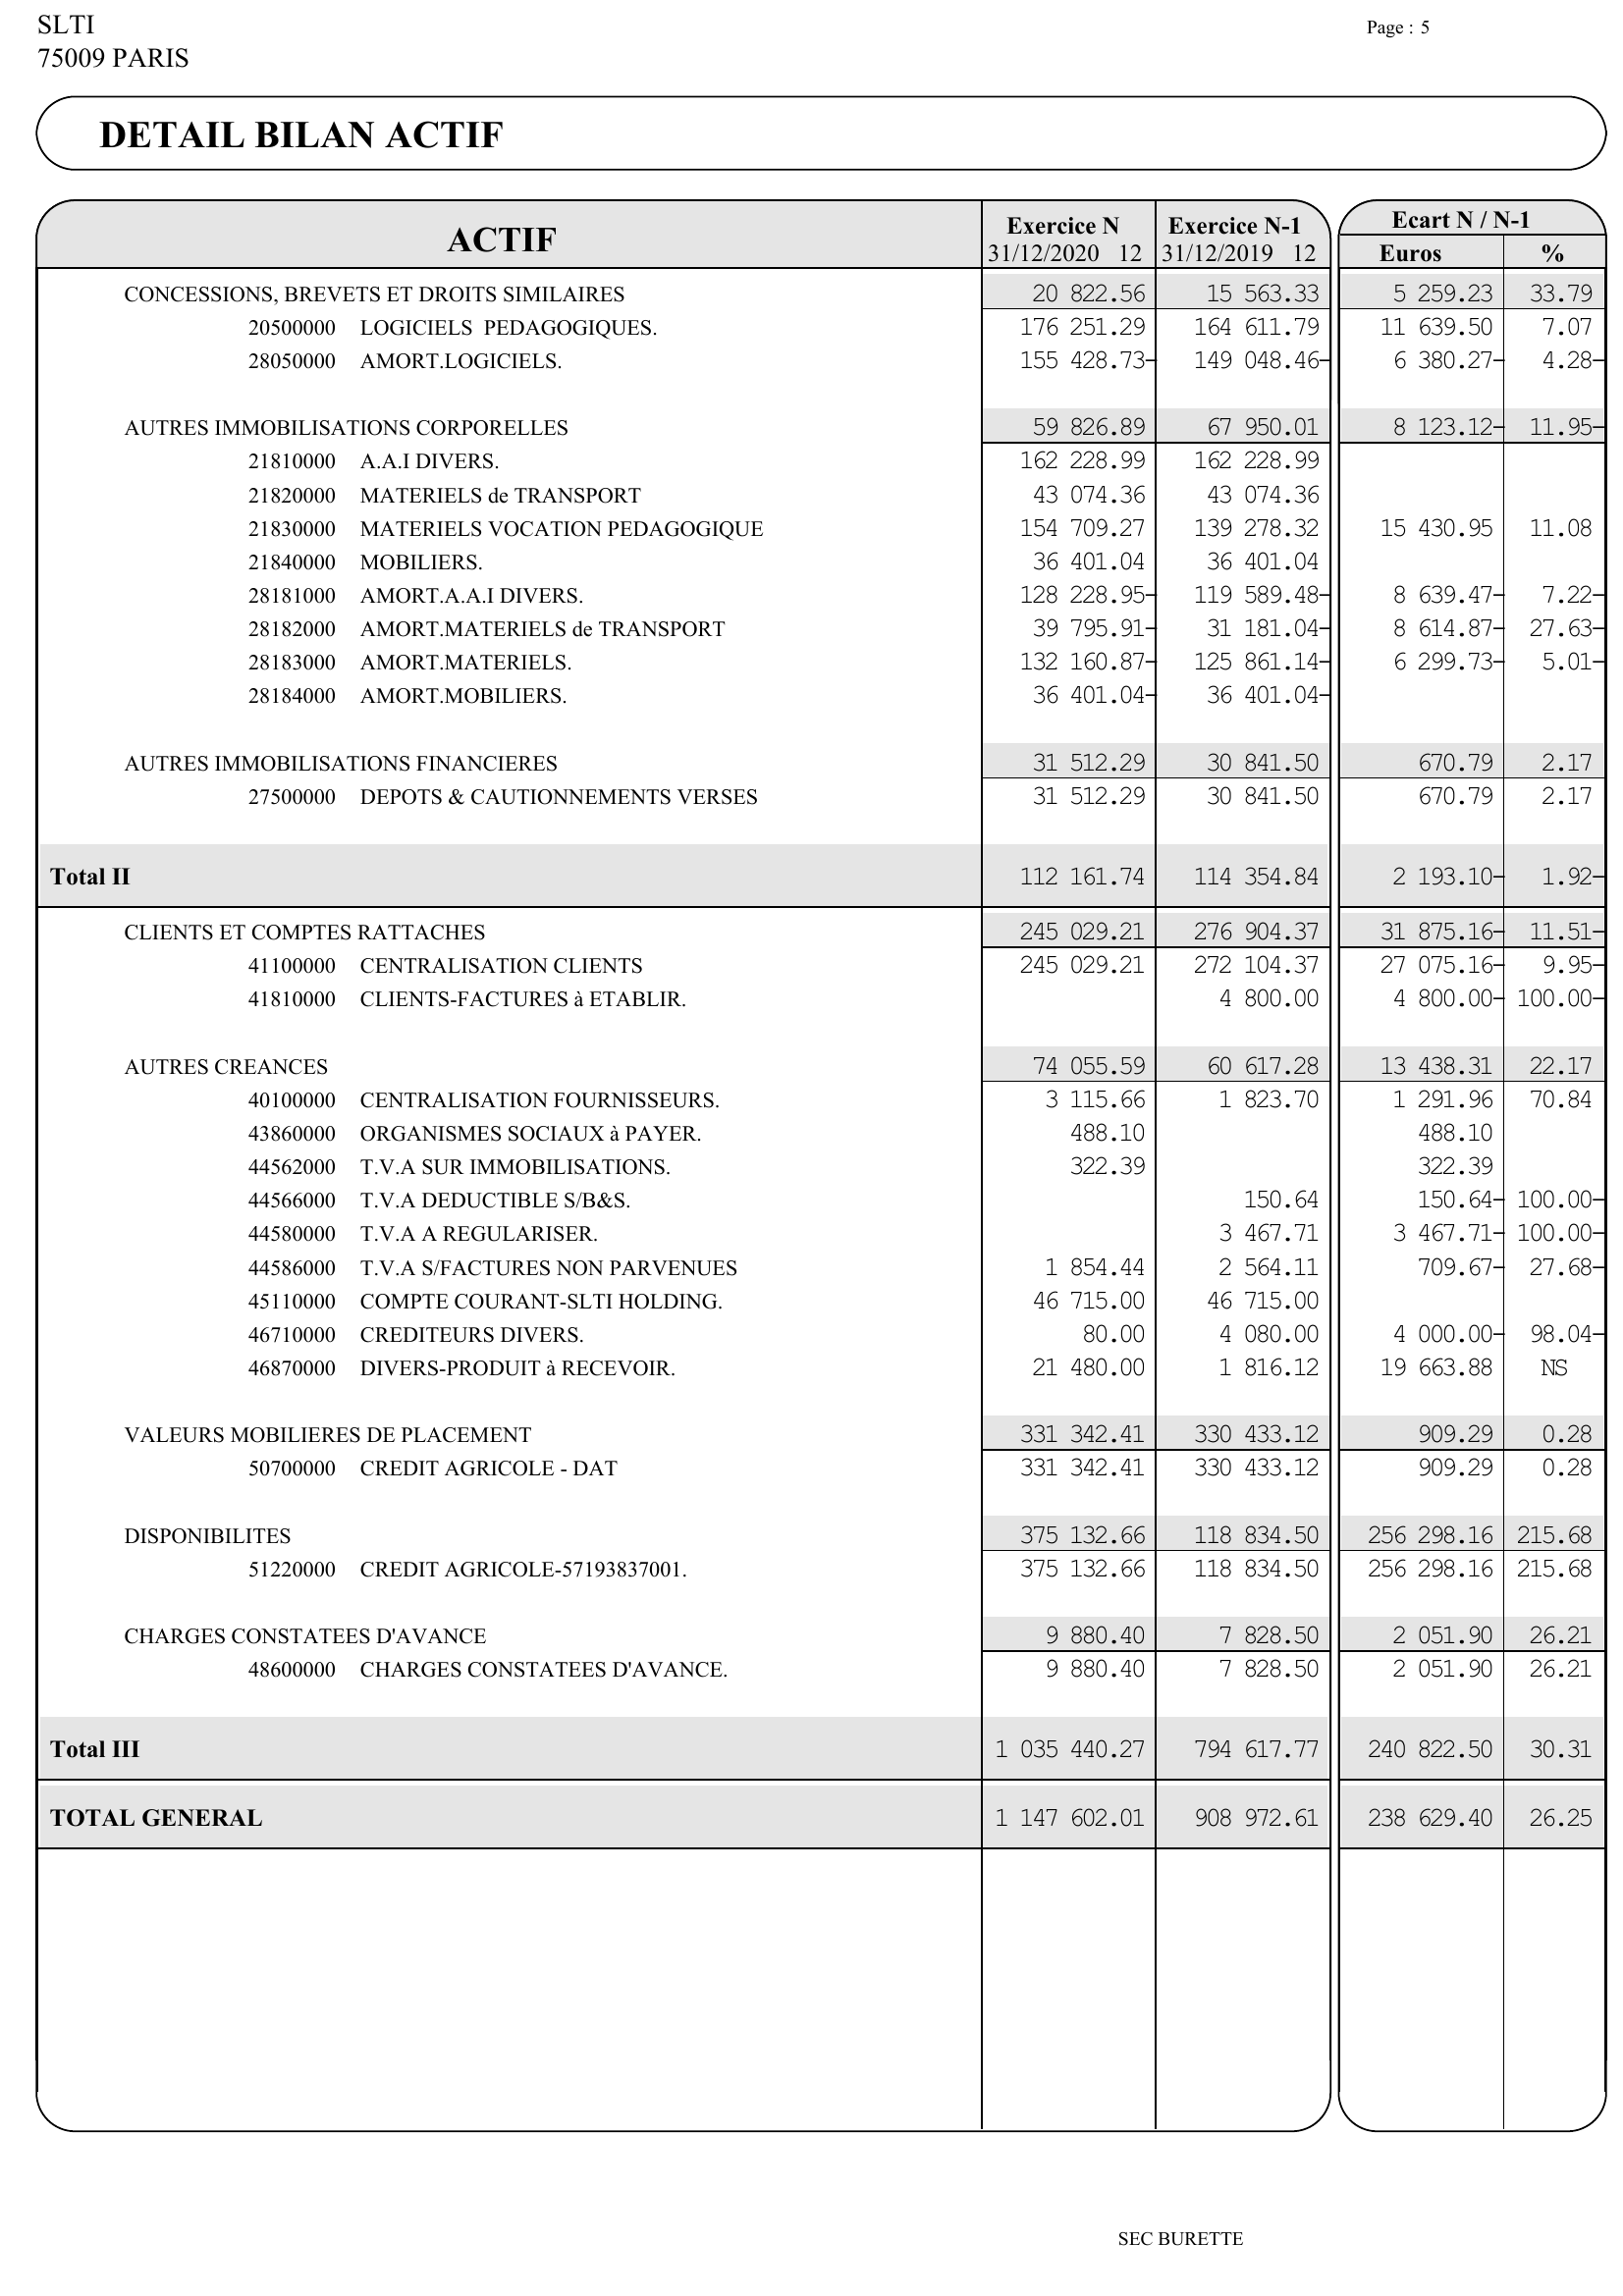 SLTI
Page : 5
75009 PARIS
DETAIL BILAN ACTIF
ACTIF Exercice N Exercice N-1 Ecart N / N-1
31/12/2020 12 31/12/2019 12 Euros %
CONCESSIONS, BREVETS ET DROITS SIMILAIRES 20 822.56 15 563.33 5 259.23 33.79
20500000 LOGICIELS PEDAGOGIQUES. 176 251.29 164 611.79 11 639.50 7.07
28050000 AMORT.LOGICIELS. 155 428.73- 149 048.46- 6 380.27- 4.28-
AUTRES IMMOBILISATIONS CORPORELLES 59 826.89 67 950.01 8 123.12- 11.95-
21810000 A.A.I DIVERS. 162 228.99 162 228.99
21820000 MATERIELS de TRANSPORT 43 074.36 43 074.36
21830000 MATERIELS VOCATION PEDAGOGIQUE 154 709.27 139 278.32 15 430.95 11.08
21840000 MOBILIERS. 36 401.04 36 401.04
28181000 AMORT.A.A.I DIVERS. 128 228.95- 119 589.48- 8 639.47- 7.22-
28182000 AMORT.MATERIELS de TRANSPORT 39 795.91- 31 181.04- 8 614.87- 27.63-
28183000 AMORT.MATERIELS. 132 160.87- 125 861.14- 6 299.73- 5.01-
28184000 AMORT.MOBILIERS. 36 401.04- 36 401.04-
AUTRES IMMOBILISATIONS FINANCIERES 31 512.29 30 841.50 670.79 2.17
27500000 DEPOTS & CAUTIONNEMENTS VERSES 31 512.29 30 841.50 670.79 2.17
Total II 112 161.74 114 354.84 2 193.10- 1.92-
CLIENTS ET COMPTES RATTACHES 245 029.21 276 904.37 31 875.16- 11.51-
41100000 CENTRALISATION CLIENTS 245 029.21 272 104.37 27 075.16- 9.95-
41810000 CLIENTS-FACTURES à ETABLIR. 4 800.00 4 800.00- 100.00-
AUTRES CREANCES 74 055.59 60 617.28 13 438.31 22.17
40100000 CENTRALISATION FOURNISSEURS. 3 115.66 1 823.70 1 291.96 70.84
43860000 ORGANISMES SOCIAUX à PAYER. 488.10 488.10
44562000 T.V.A SUR IMMOBILISATIONS. 322.39 322.39
44566000 T.V.A DEDUCTIBLE S/B&S. 150.64 150.64- 100.00-
44580000 T.V.A A REGULARISER. 3 467.71 3 467.71- 100.00-
44586000 T.V.A S/FACTURES NON PARVENUES 1 854.44 2 564.11 709.67- 27.68-
45110000 COMPTE COURANT-SLTI HOLDING. 46 715.00 46 715.00
46710000 CREDITEURS DIVERS. 80.00 4 080.00 4 000.00- 98.04-
46870000 DIVERS-PRODUIT à RECEVOIR. 21 480.00 1 816.12 19 663.88 NS
VALEURS MOBILIERES DE PLACEMENT 331 342.41 330 433.12 909.29 0.28
50700000 CREDIT AGRICOLE - DAT 331 342.41 330 433.12 909.29 0.28
DISPONIBILITES 375 132.66 118 834.50 256 298.16 215.68
51220000 CREDIT AGRICOLE-57193837001. 375 132.66 118 834.50 256 298.16 215.68
CHARGES CONSTATEES D'AVANCE 9 880.40 7 828.50 2 051.90 26.21
48600000 CHARGES CONSTATEES D'AVANCE. 9 880.40 7 828.50 2 051.90 26.21
Total III 1 035 440.27 794 617.77 240 822.50 30.31
TOTAL GENERAL 1 147 602.01 908 972.61 238 629.40 26.25
SEC BURETTE